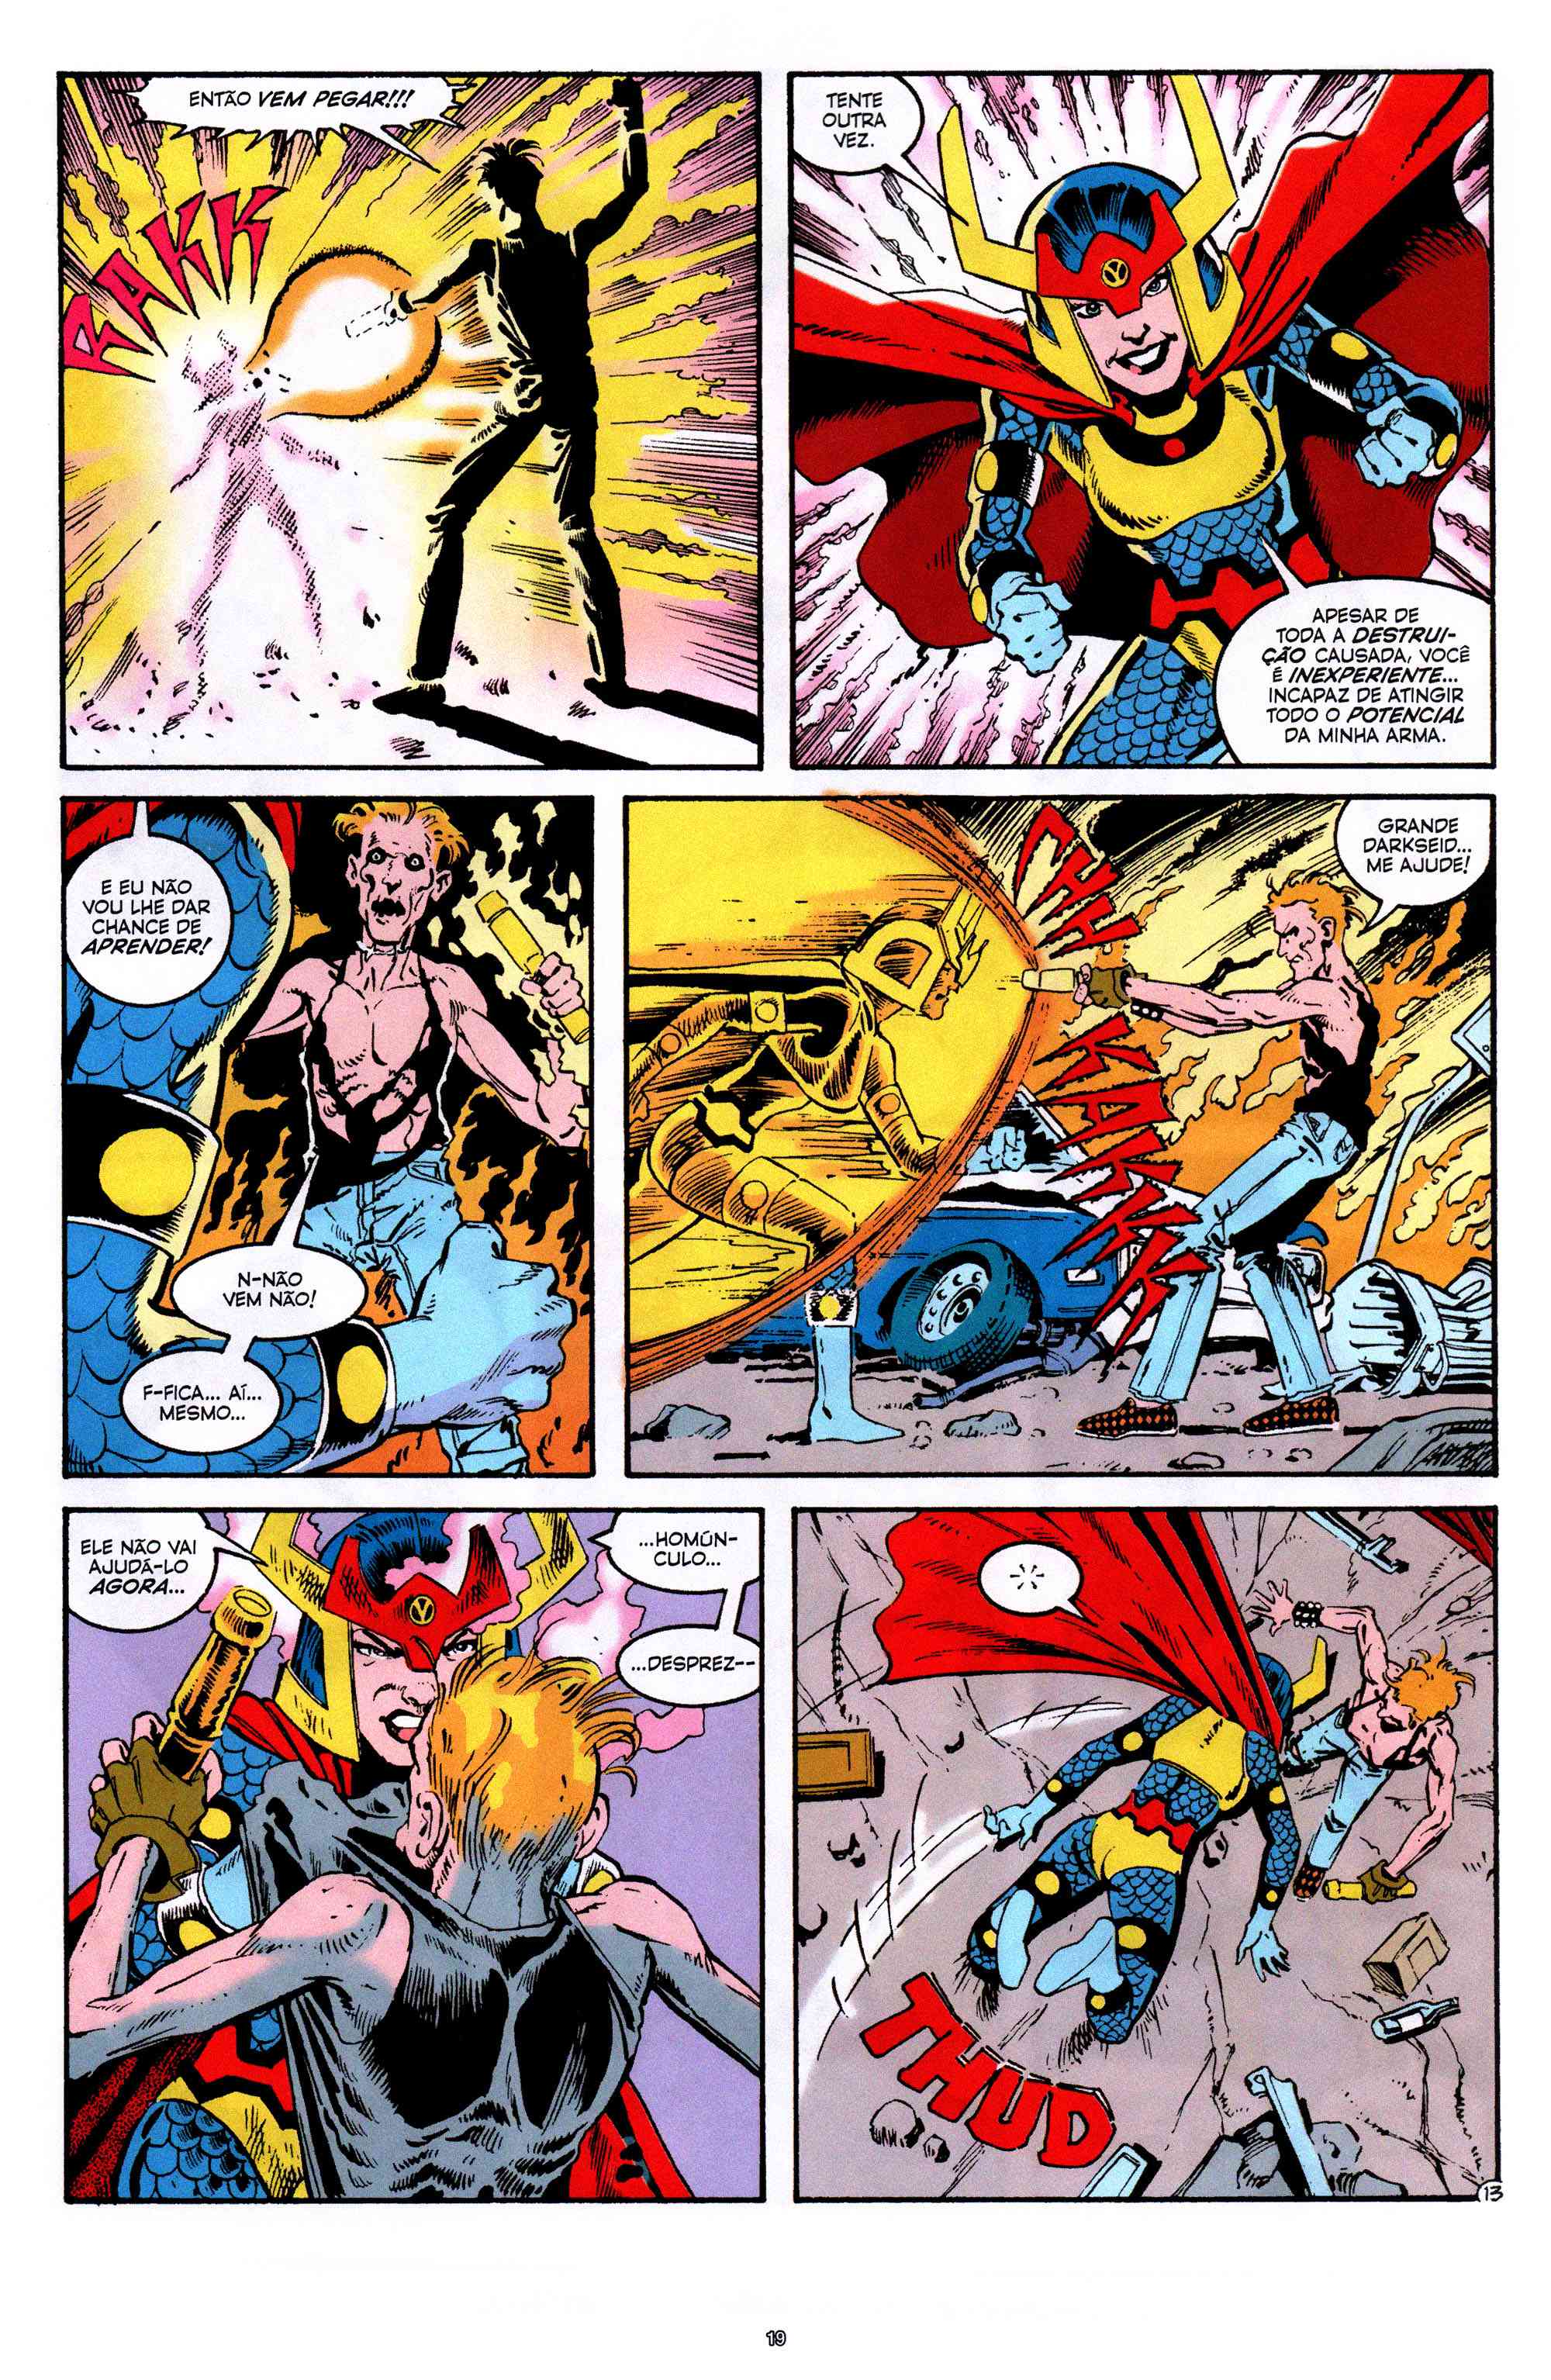 ENTÃO VEM PEGAR!!!
BAKK
TENTE
OUTRA
VEZ.
APESAR DE
TODA A DESTRUI-
ÇÃO CAUSADA, VOCÊ
É INEXPERIENTE...
INCAPAZ DE ATINGIR
TODO O POTENCIAL
DA MINHA ARMA.
E EU NÃO
VOU LHE DAR
CHANCE DE
APRENDER!
N-NÃO
VEM NÃO!
F-FICA... AÍ...
MESMO...
GRANDE
DARKSEID...
ME AJUDE!
CHH
KAKKK
ELE NÃO VAI
AJUDÁ-LO
AGORA...
...HOMÚN-
CULO...
...DESPREZ--
THUD
13
19